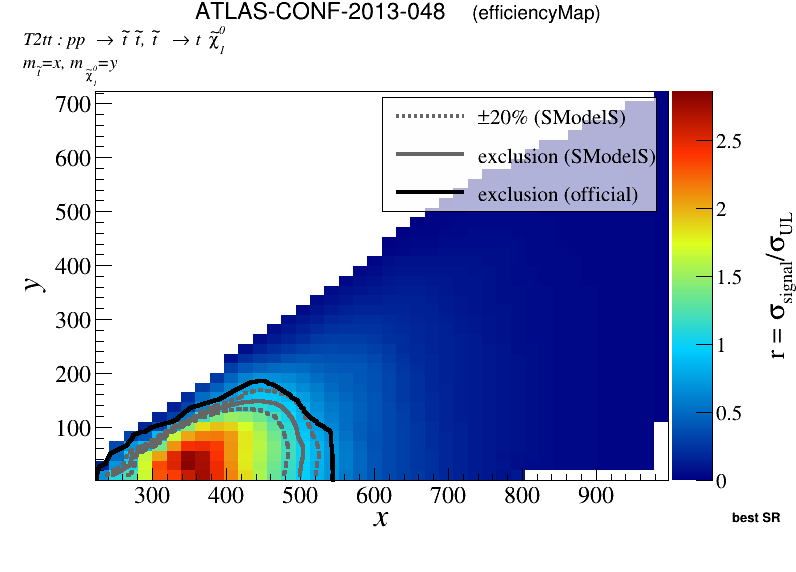 ATLAS-CONF-2013-048 (efficiencyMap)
T2tt : pp → t̃ t̃, t̃ → t χ̃⁰₁
m_t̃=x, m_χ̃⁰₁=y
±20% (SModelS)
exclusion (SModelS)
exclusion (official)
700
600
500
400
300
200
100
y
300 400 500 600 700 800 900
x
2.5
2
1.5
1
0.5
0
r = σ_signal/σ_UL
best SR